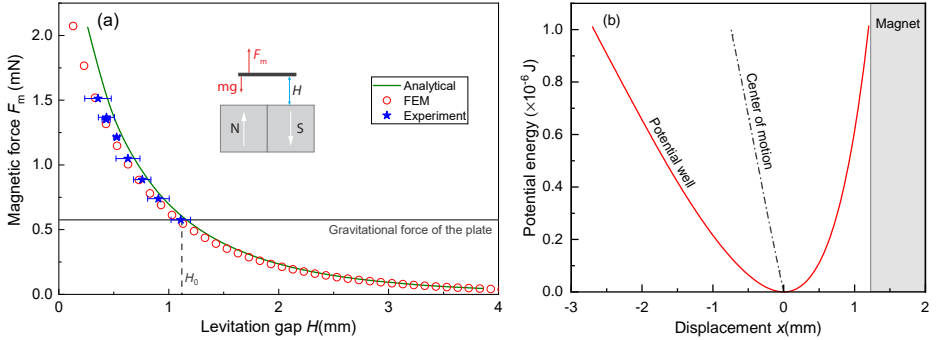 (a)
Magnetic force Fm (mN)
2.0
1.5
1.0
0.5
0.0
Fm
mg
H
N
S
Analytical
FEM
Experiment
Gravitational force of the plate
H0
0
1
2
3
4
Levitation gap H(mm)
(b)
Magnet
Potential energy (×10-6 J)
1.0
0.8
0.6
0.4
0.2
0.0
Potential well
Center of motion
-3
-2
-1
0
1
2
Displacement x(mm)